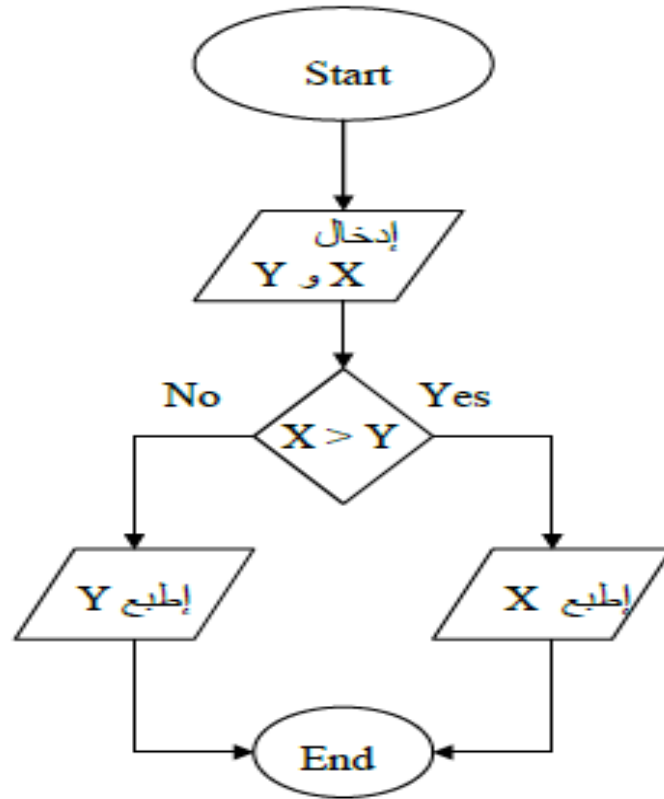 Start
إدخال
X و Y
No
Yes
X > Y
إطبع Y
إطبع X
End